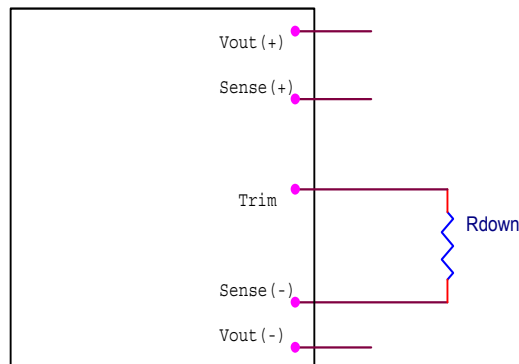 Vout(+)
Sense(+)
Trim
Rdown
Sense(-)
Vout(-)